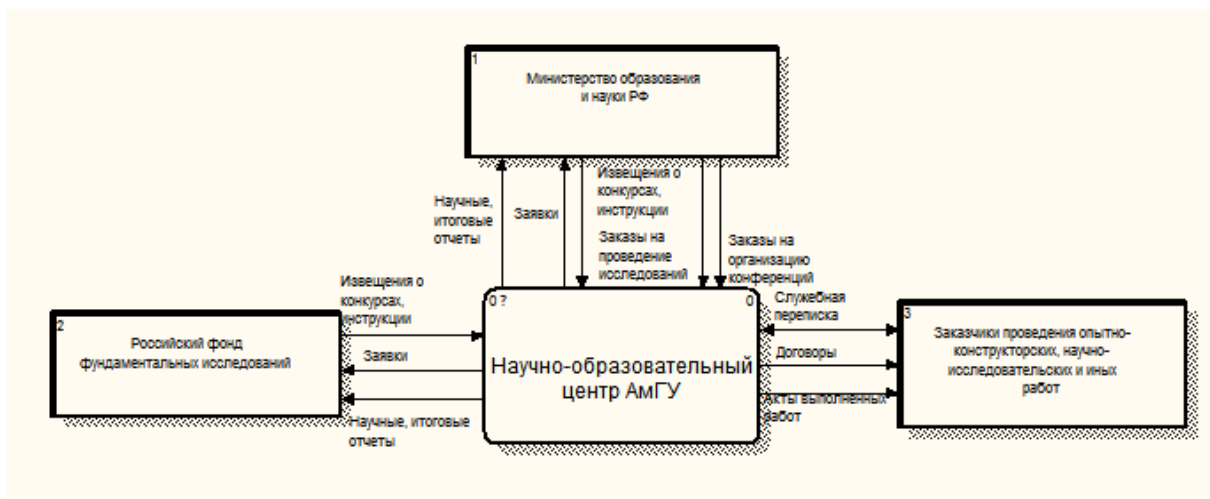 1
Министерство образования
и науки РФ
Научные,
итоговые
отчеты
Заявки
Извещения о
конкурсах,
инструкции
Заказы на
проведение
исследований
Заказы на
организацию
конференций
Извещения о
конкурсах,
инструкции
2
Российский фонд
фундаментальных исследований
Заявки
Научные, итоговые
отчеты
0 ?
0
Научно-образовательный
центр АмГУ
Служебная
переписка
Договоры
Акты выполненных
работ
3
Заказчики проведения опытно-
конструкторских, научно-
исследовательских и иных
работ